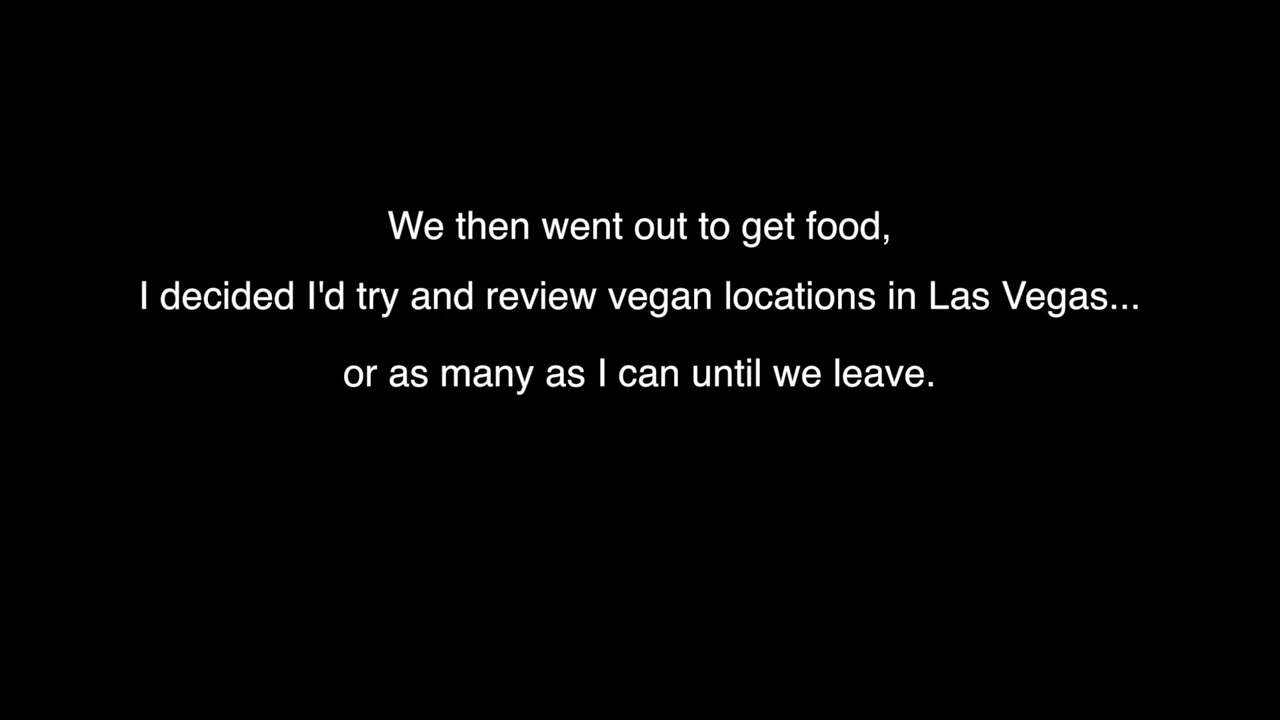 We then went out to get food,
I decided I'd try and review vegan locations in Las Vegas...
or as many as I can until we leave.